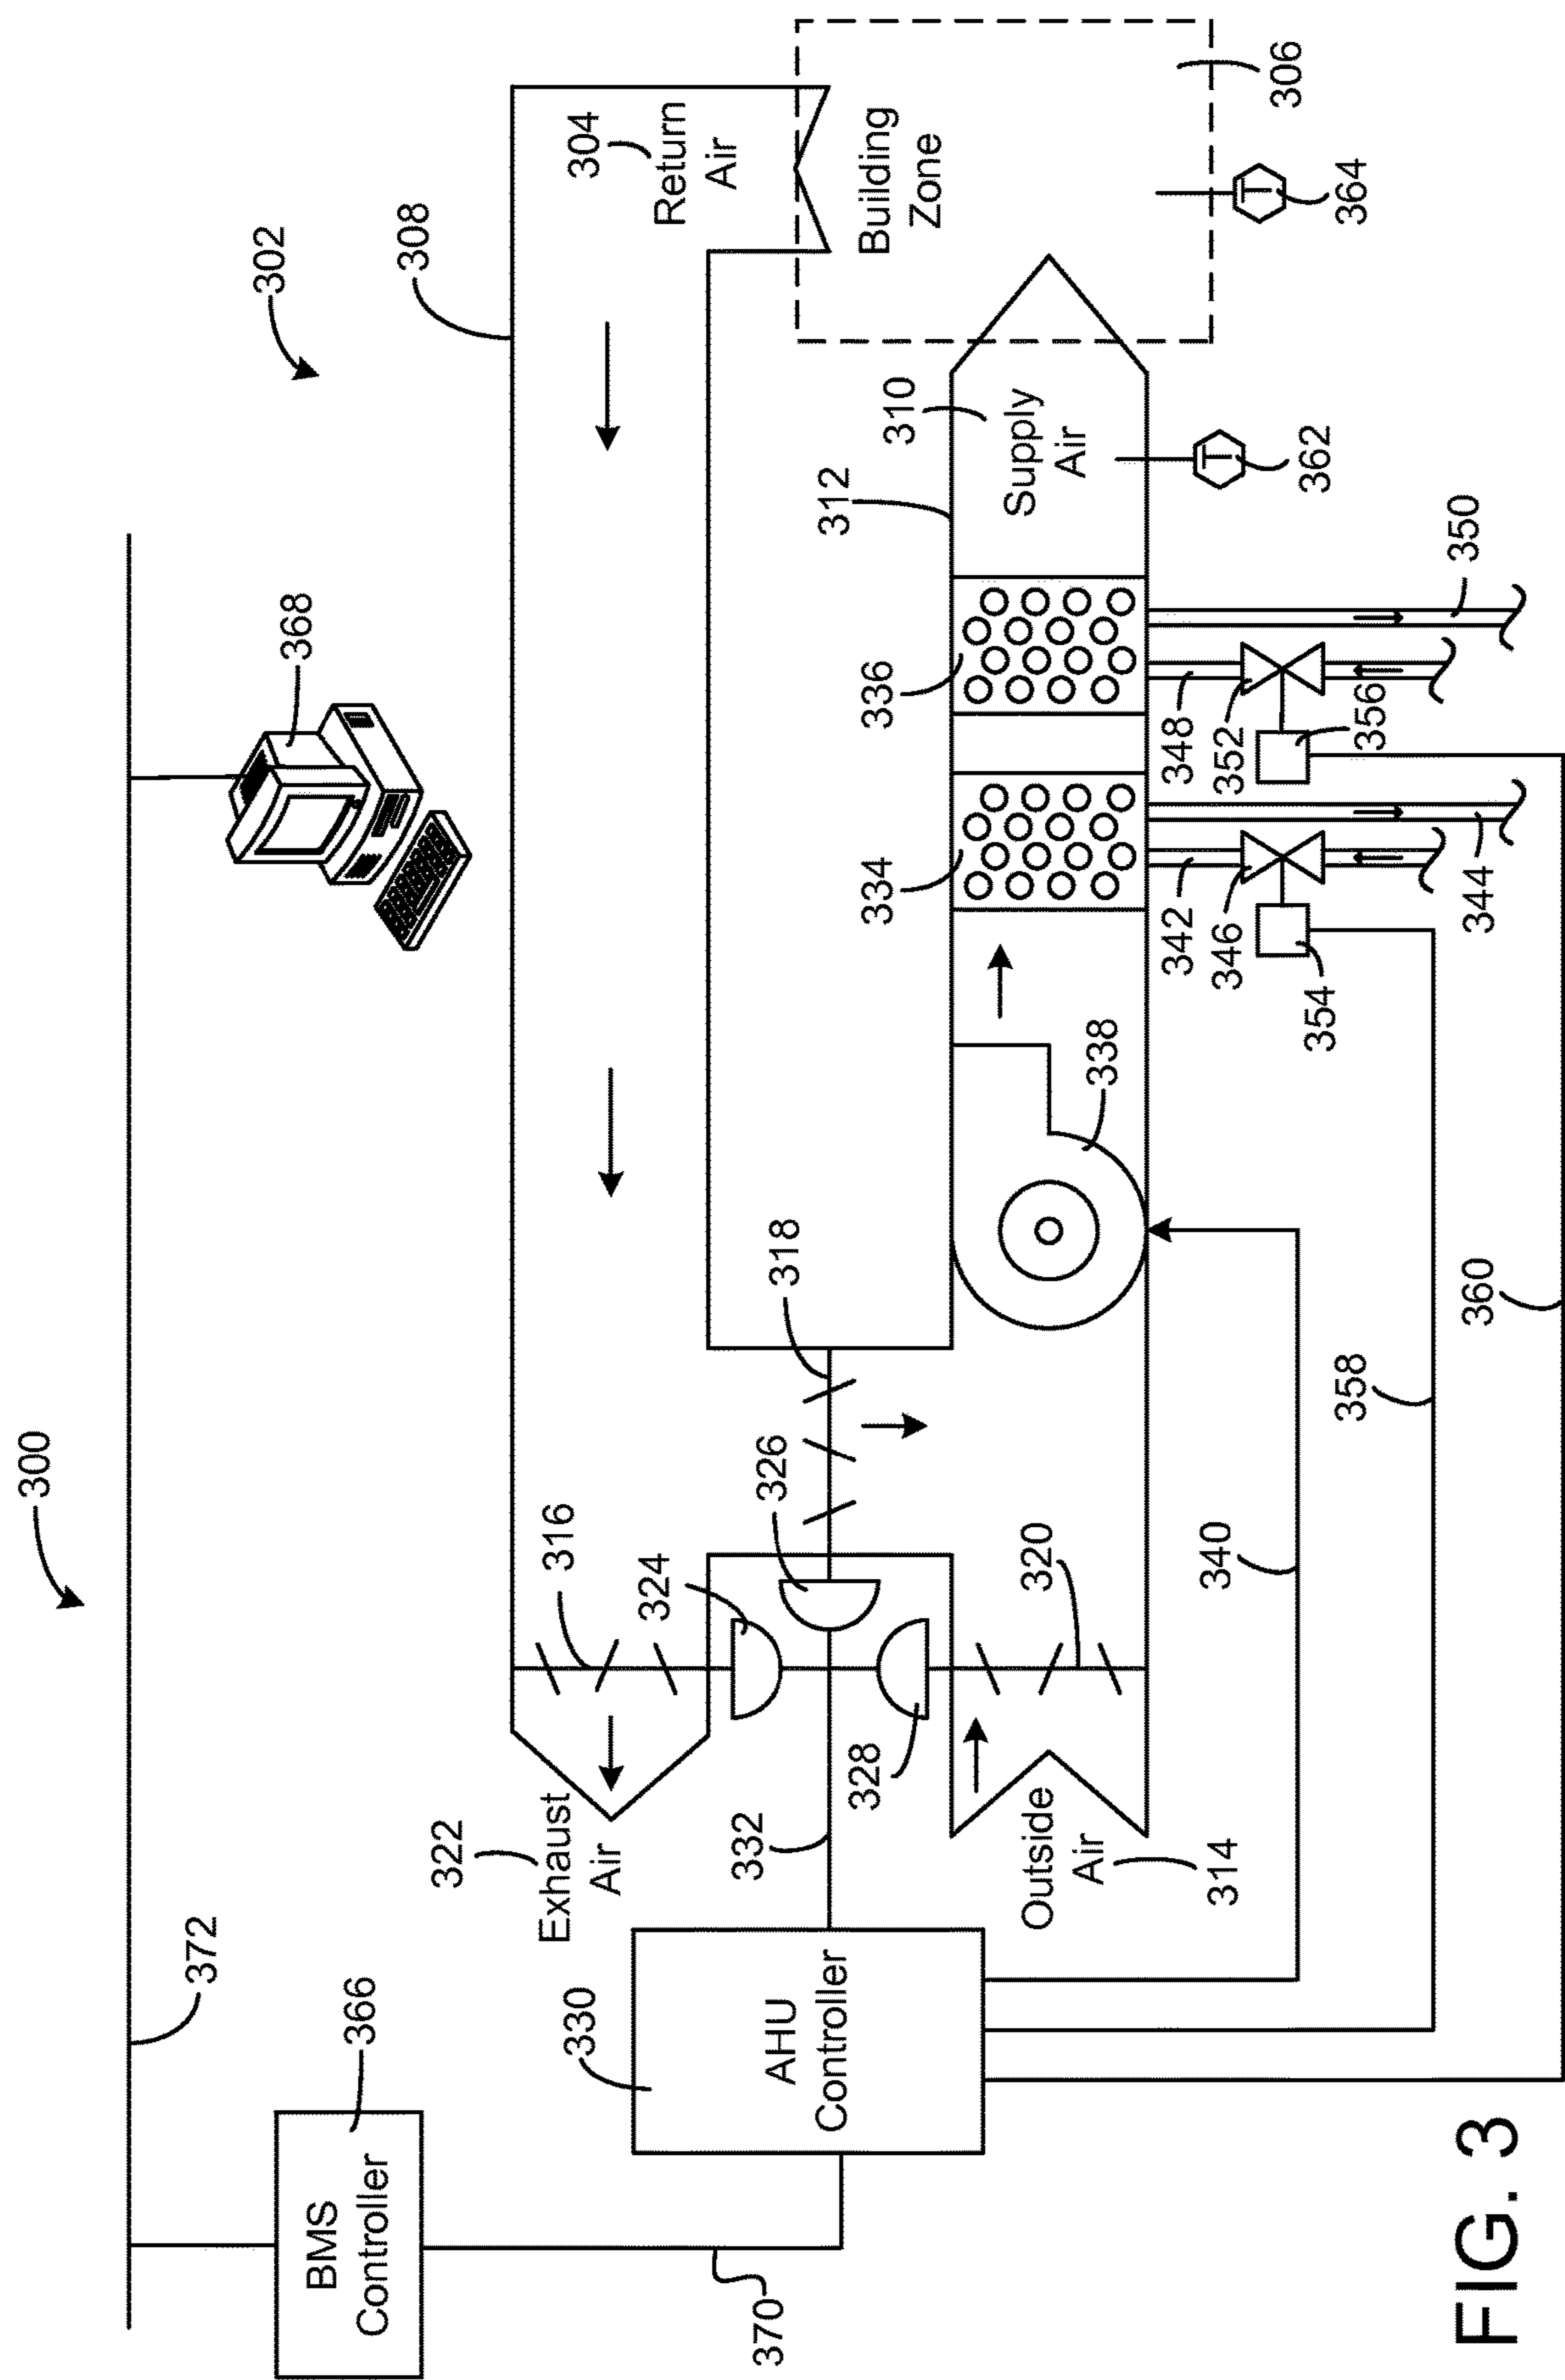 300
372
366
BMS
Controller
370
368
302
308
304
Return
Air
Building
Zone
306
364
322
Exhaust
Air
316
324
326
318
332
328
330
AHU
Controller
Outside
Air
314
320
338
334
336
312
310
Supply
Air
362
342
346
354
344
348
352
356
350
340
358
360
T
T
FIG. 3